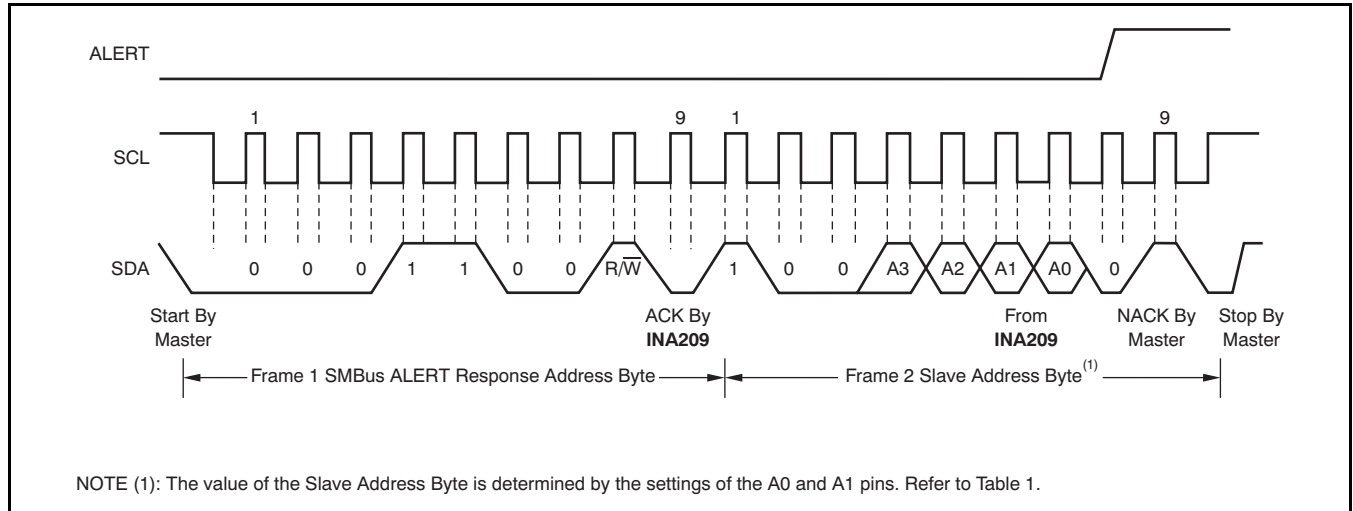 ALERT
1 9 1 9
SCL
SDA 0 0 0 1 1 0 0 R/W̅ 1 0 0 A3 A2 A1 A0 0
Start By Master
ACK By INA209
From INA209
NACK By Master
Stop By Master
Frame 1 SMBus ALERT Response Address Byte
Frame 2 Slave Address Byte(1)
NOTE (1): The value of the Slave Address Byte is determined by the settings of the A0 and A1 pins. Refer to Table 1.